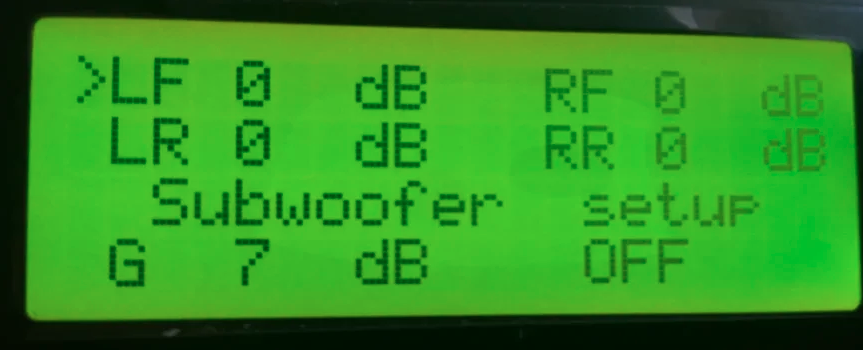 >LF 0 dB RF 0 dB
LR 0 dB RR 0 dB
Subwoofer setup
G 7 dB OFF